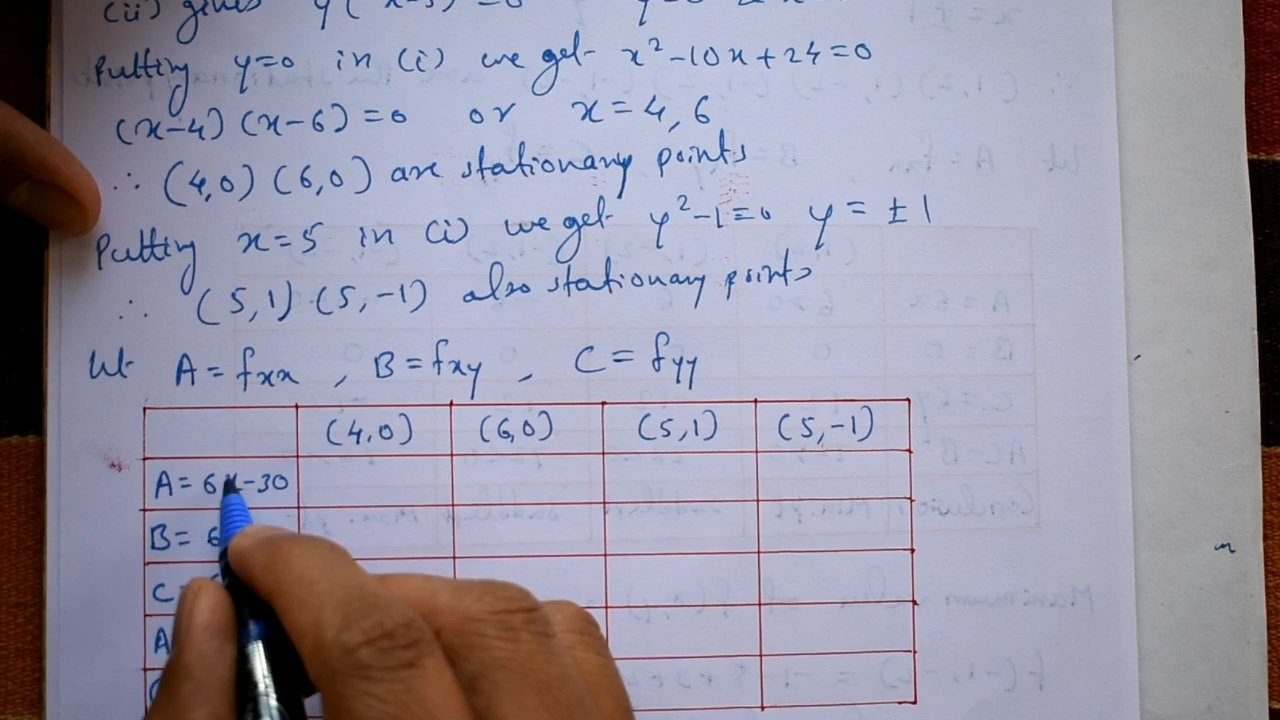 (ii) gives
Putting y=0 in (i) we get x²-10x+24=0
(x-4)(x-6)=0 or x=4,6
∴ (4,0) (6,0) are stationary points
Putting x=5 in (i) we get y²-1=0 y=±1
∴ (5,1) (5,-1) also stationary points
let A=fxx, B=fxy, C=fyy
(4,0) (6,0) (5,1) (5,-1)
A=6x-30
B= 6
C
A